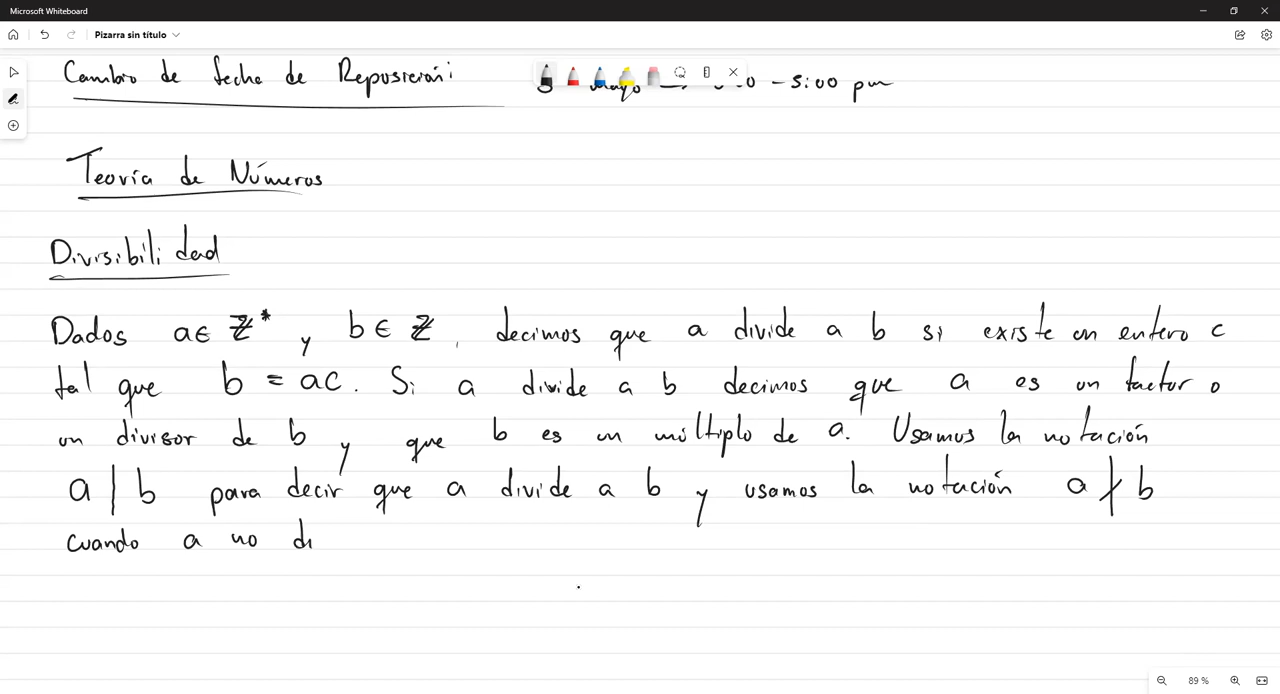 Microsoft Whiteboard
Pizarra sin título
Cambio de fecha de Reposición:
- 5:00 pm
Teoría de Números
Divisibilidad
Dados a ∈ ℤ* y b ∈ ℤ, decimos que a divide a b si existe un entero c
tal que b = ac. Si a divide a b decimos que a es un factor o
un divisor de b y que b es un múltiplo de a. Usamos la notación
a | b para decir que a divide a b y usamos la notación a ∤ b
cuando a no di
89 %